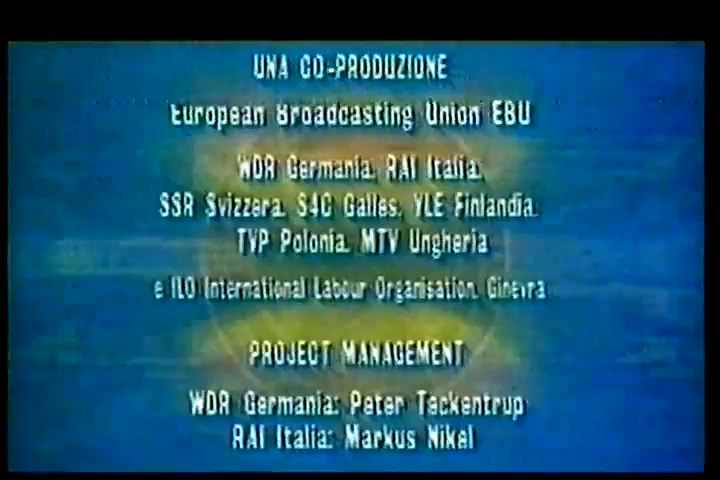 UNA CO-PRODUZIONE
European Broadcasting Union EBU
WDR Germania, RAI Italia,
SSR Svizzera, S4C Galles, YLE Finlandia,
TVP Polonia, MTV Ungheria
e ILO International Labour Organisation, Ginevra
PROJECT MANAGEMENT
WDR Germania: Peter Teckentrup
RAI Italia: Markus Nikel